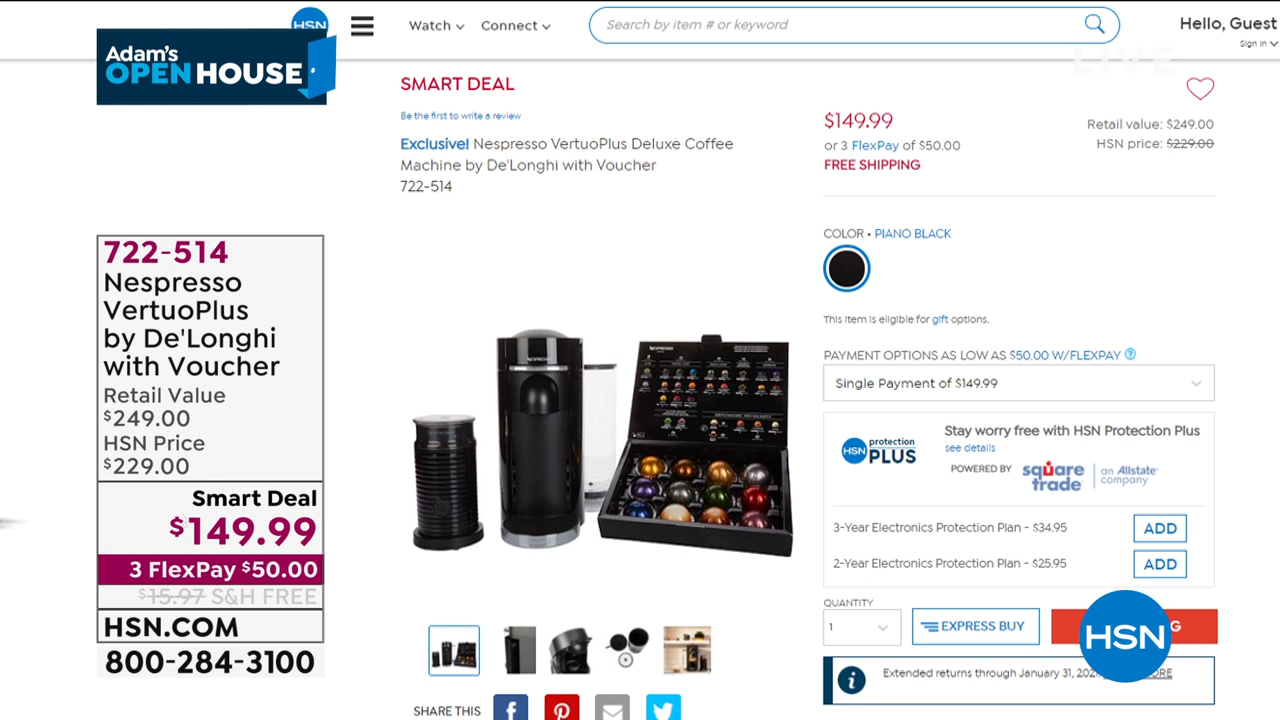 HSN
Watch
Connect
Search by item # or keyword
Hello, Guest
Sign In
LIVE
Adam's
OPEN HOUSE
SMART DEAL
Be the first to write a review
Exclusive! Nespresso VertuoPlus Deluxe Coffee
Machine by De'Longhi with Voucher
722-514
$149.99
or 3 FlexPay of $50.00
FREE SHIPPING
Retail value: $249.00
HSN price: $229.00
COLOR • PIANO BLACK
This item is eligible for gift options.
PAYMENT OPTIONS AS LOW AS $50.00 W/FLEXPAY ?
Single Payment of $149.99
HSN protection
PLUS
Stay worry free with HSN Protection Plus
see details
POWERED BY
square
trade
an Allstate
company
3-Year Electronics Protection Plan - $34.95
ADD
2-Year Electronics Protection Plan - $25.95
ADD
QUANTITY
1
EXPRESS BUY
G
HSN
Extended returns through January 31, 202
ORE
722-514
Nespresso
VertuoPlus
by De'Longhi
with Voucher
Retail Value
$249.00
HSN Price
$229.00
Smart Deal
$149.99
3 FlexPay $50.00
$15.97 S&H FREE
HSN.COM
800-284-3100
NESPRESSO
SHARE THIS